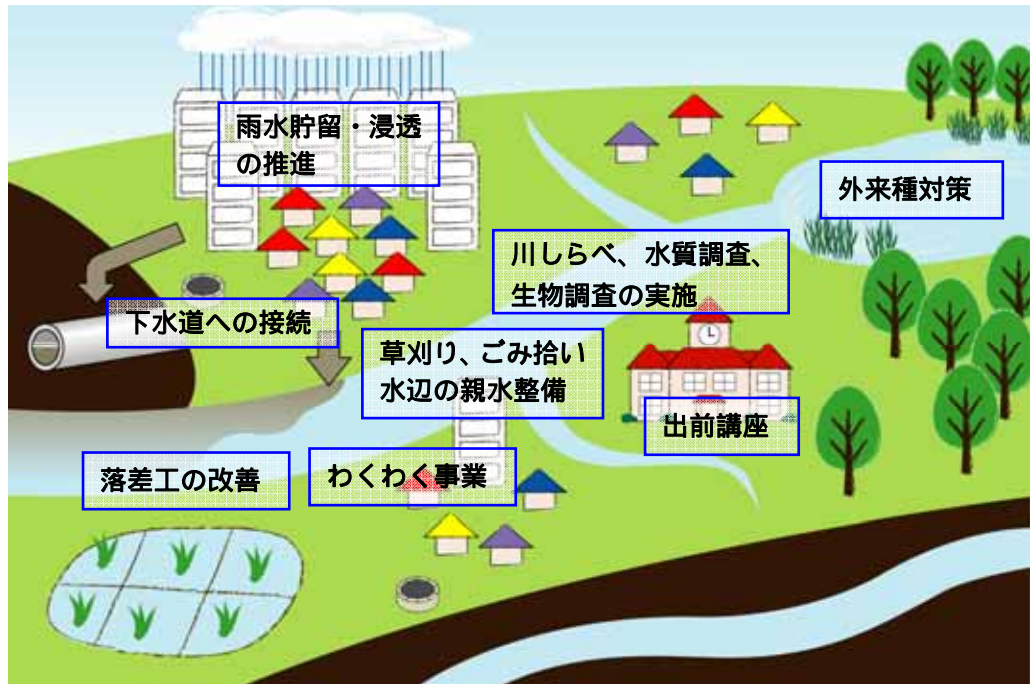 雨水貯留・浸透
の推進
外来種対策
川しらべ、水質調査、
生物調査の実施
下水道への接続
草刈り、ごみ拾い
水辺の親水整備
出前講座
落差工の改善
わくわく事業